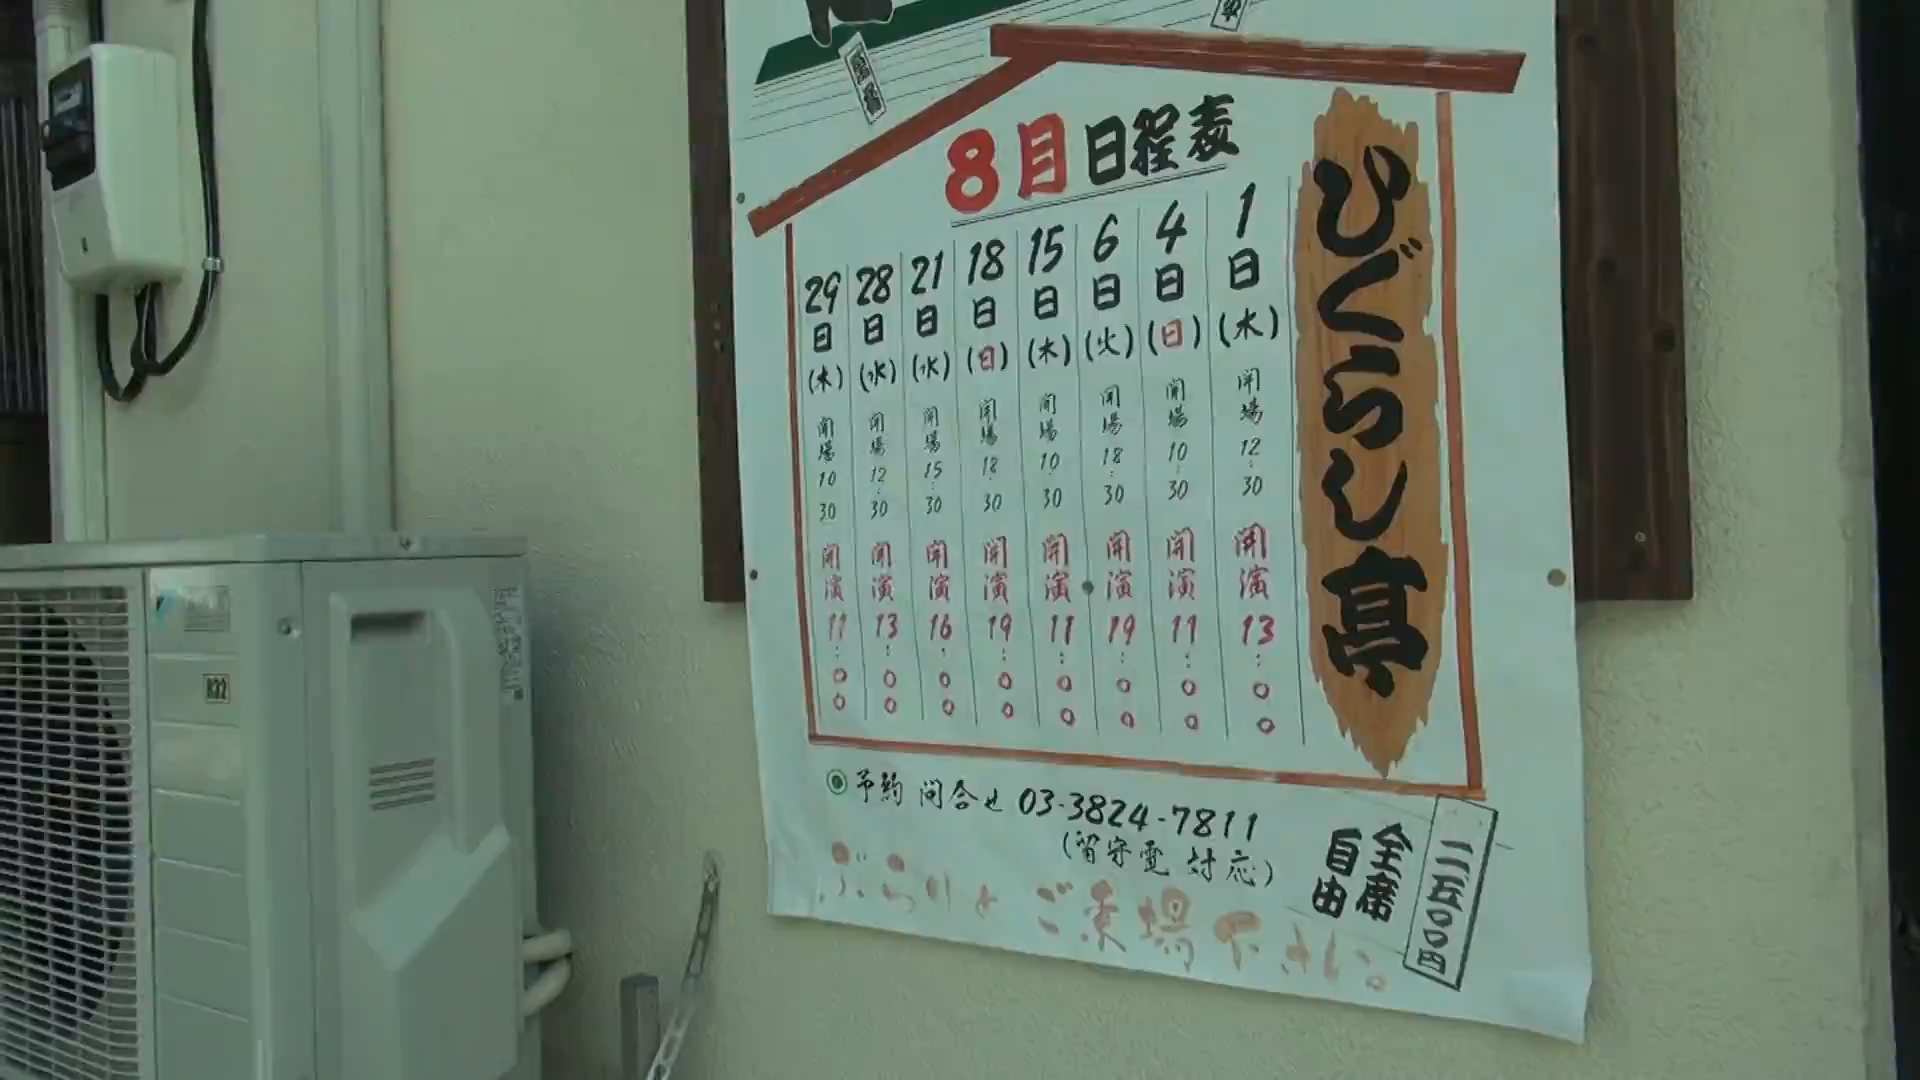 ひぐらし亭
8月日程表
1日(水)開場12:30 開演13:00
4日(日)開場10:30 開演11:00
6日(火)開場18:30 開演19:00
15日(木)開場10:30 開演11:00
18日(日)開場18:30 開演19:00
21日(水)開場15:30 開演16:00
28日(水)開場12:30 開演13:00
29日(木)開場10:30 開演11:00
予約 問合せ 03-3824-7811
(留守電 対応)
全席
自由
ぶらりとご来場下さい。
R32